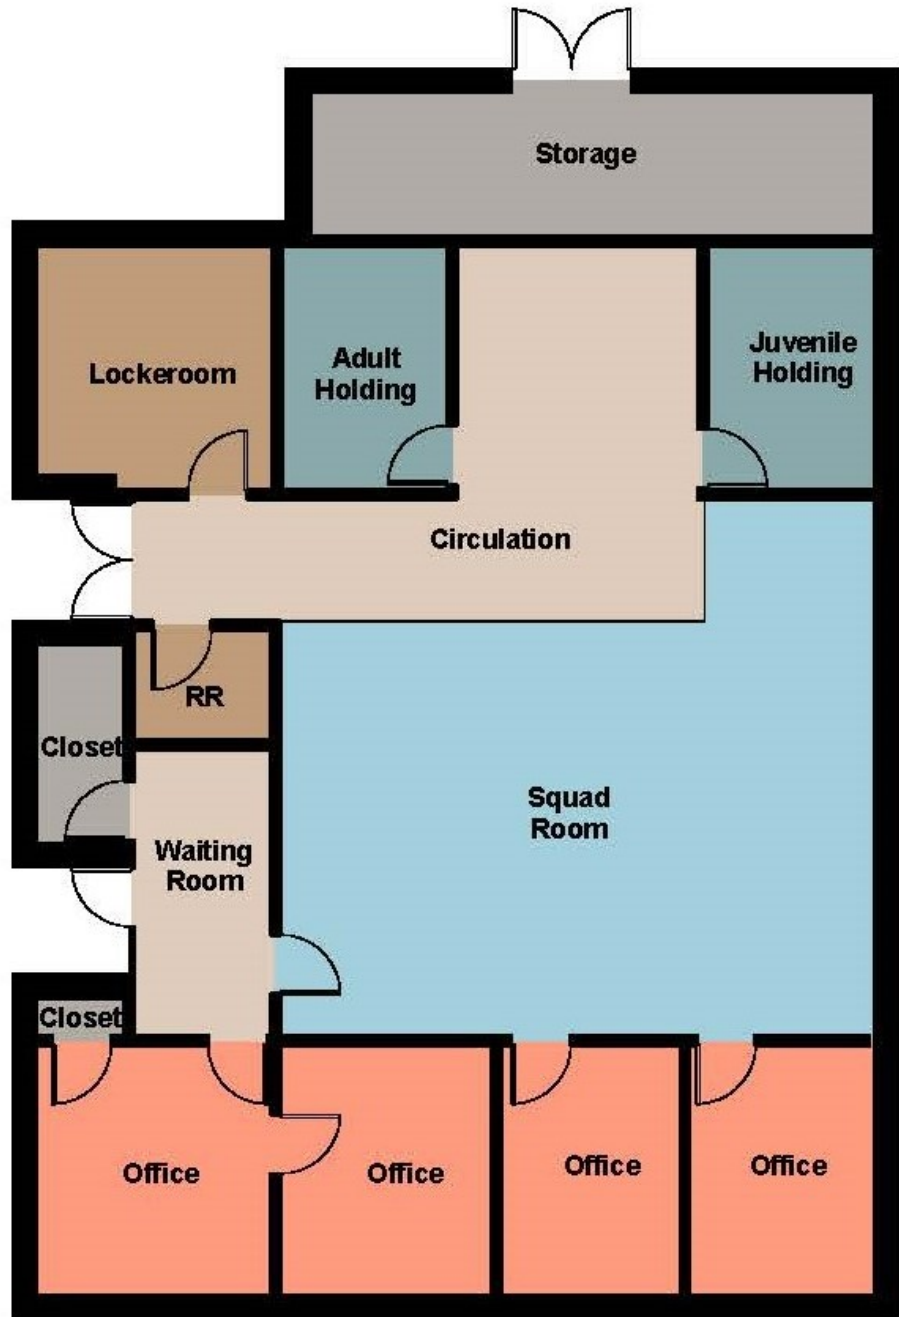 Storage
Lockeroom
Adult
Holding
Juvenile
Holding
Circulation
RR
Closet
Squad
Room
Waiting
Room
Closet
Office
Office
Office
Office